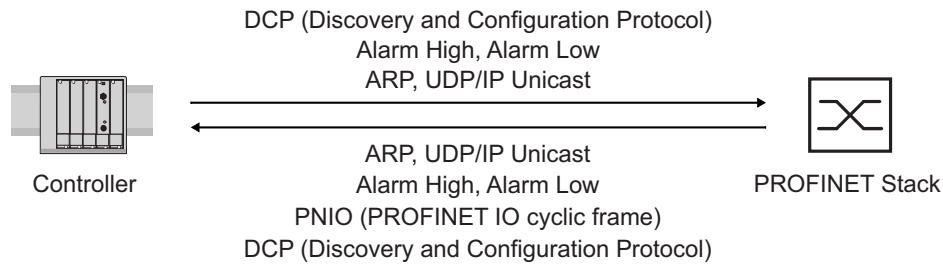 DCP (Discovery and Configuration Protocol)
Alarm High, Alarm Low
ARP, UDP/IP Unicast
ARP, UDP/IP Unicast
Controller
Alarm High, Alarm Low
PROFINET Stack
PNIO (PROFINET IO cyclic frame)
DCP (Discovery and Configuration Protocol)